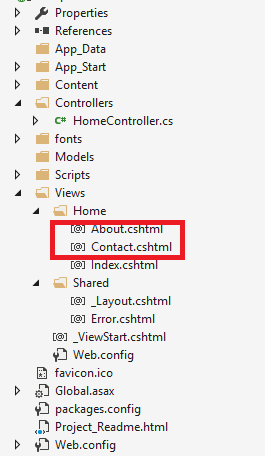 Properties
References
App_Data
App_Start
Content
Controllers
C# HomeController.cs
fonts
Models
Scripts
Views
Home
[@] About.cshtml
[@] Contact.cshtml
[@] Index.cshtml
Shared
[@] _Layout.cshtml
[@] Error.cshtml
[@] _ViewStart.cshtml
Web.config
favicon.ico
Global.asax
packages.config
Project_Readme.html
Web.config